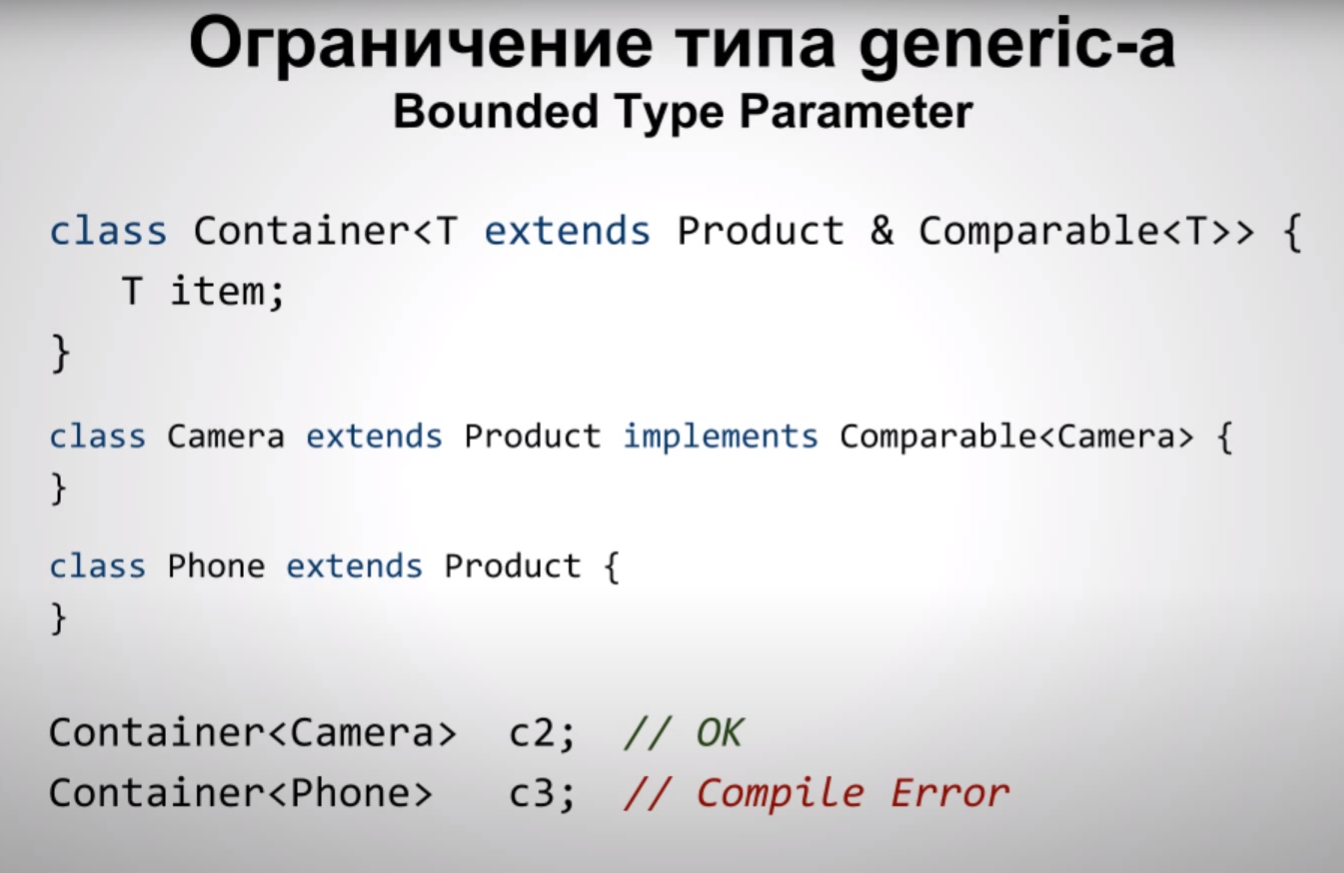 Ограничение типа generic-а
Bounded Type Parameter
class Container<T extends Product & Comparable<T>> {
T item;
}
class Camera extends Product implements Comparable<Camera> {
}
class Phone extends Product {
}
Container<Camera> c2; // OK
Container<Phone> c3; // Compile Error